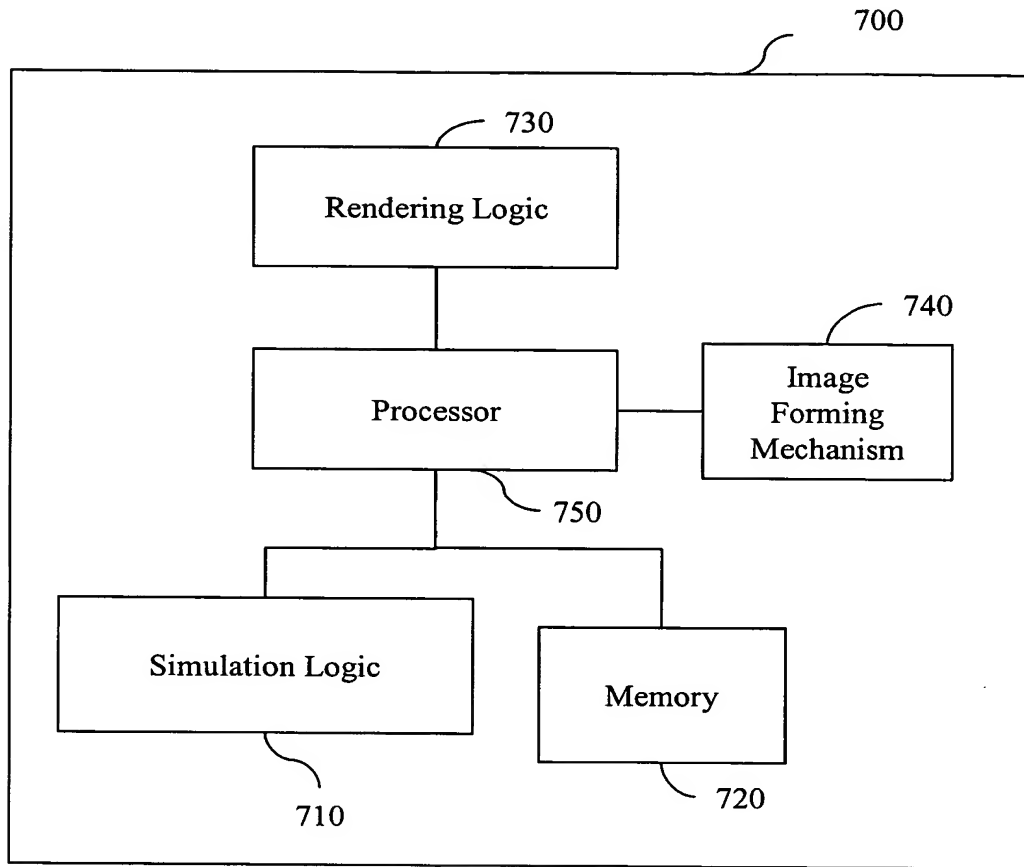 700
730
Rendering Logic
740
Image
Forming
Mechanism
Processor
750
Simulation Logic
Memory
710
720